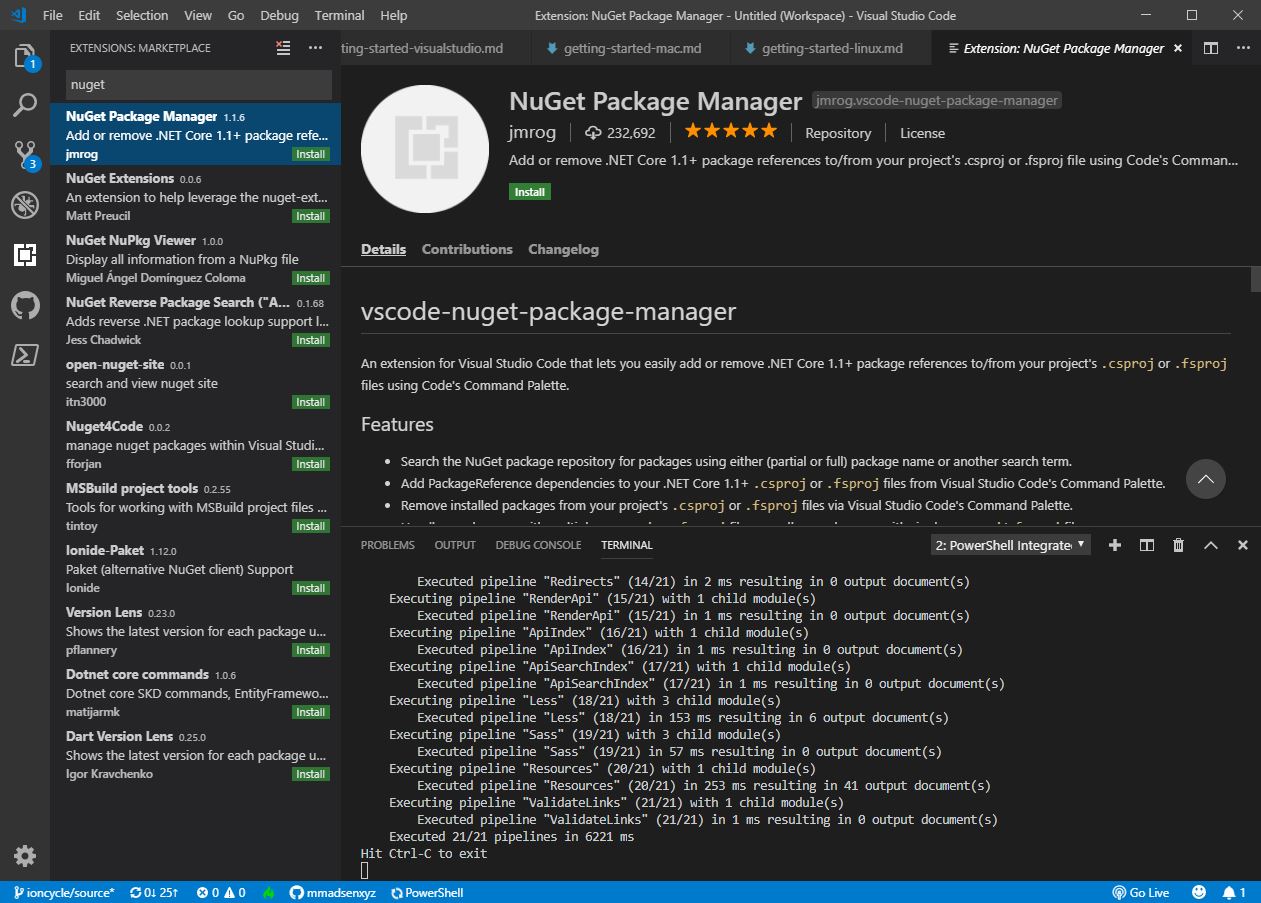 File Edit Selection View Go Debug Terminal Help
Extension: NuGet Package Manager - Untitled (Workspace) - Visual Studio Code
EXTENSIONS: MARKETPLACE
ting-started-visualstudio.md
getting-started-mac.md
getting-started-linux.md
Extension: NuGet Package Manager
1
3
nuget
NuGet Package Manager 1.1.6
Add or remove .NET Core 1.1+ package refe...
jmrog Install
NuGet Extensions 0.0.6
An extension to help leverage the nuget-ext...
Matt Preucil Install
NuGet NuPkg Viewer 1.0.0
Display all information from a NuPkg file
Miguel Ángel Domínguez Coloma Install
NuGet Reverse Package Search ("A... 0.1.68
Adds reverse .NET package lookup support l...
Jess Chadwick Install
open-nuget-site 0.0.1
search and view nuget site
itn3000 Install
Nuget4Code 0.0.2
manage nuget packages within Visual Studi...
fforjan Install
MSBuild project tools 0.2.55
Tools for working with MSBuild project files ...
tintoy Install
Ionide-Paket 1.12.0
Paket (alternative NuGet client) Support
Ionide Install
Version Lens 0.23.0
Shows the latest version for each package u...
pflannery Install
Dotnet core commands 1.0.6
Dotnet core SKD commands, EntityFramewo...
matijarmk Install
Dart Version Lens 0.25.0
Shows the latest version for each package u...
Igor Kravchenko Install
NuGet Package Manager jmrog.vscode-nuget-package-manager
jmrog 232,692 Repository License
Add or remove .NET Core 1.1+ package references to/from your project's .csproj or .fsproj file using Code's Comman...
Install
Details Contributions Changelog
vscode-nuget-package-manager
An extension for Visual Studio Code that lets you easily add or remove .NET Core 1.1+ package references to/from your project's .csproj or .fsproj
files using Code's Command Palette.
Features
• Search the NuGet package repository for packages using either (partial or full) package name or another search term.
• Add PackageReference dependencies to your .NET Core 1.1+ .csproj or .fsproj files from Visual Studio Code's Command Palette.
• Remove installed packages from your project's .csproj or .fsproj files via Visual Studio Code's Command Palette.
PROBLEMS OUTPUT DEBUG CONSOLE TERMINAL 2: PowerShell Integrate
Executed pipeline "Redirects" (14/21) in 2 ms resulting in 0 output document(s)
Executing pipeline "RenderApi" (15/21) with 1 child module(s)
Executed pipeline "RenderApi" (15/21) in 1 ms resulting in 0 output document(s)
Executing pipeline "ApiIndex" (16/21) with 1 child module(s)
Executed pipeline "ApiIndex" (16/21) in 1 ms resulting in 0 output document(s)
Executing pipeline "ApiSearchIndex" (17/21) with 1 child module(s)
Executed pipeline "ApiSearchIndex" (17/21) in 1 ms resulting in 0 output document(s)
Executing pipeline "Less" (18/21) with 3 child module(s)
Executed pipeline "Less" (18/21) in 153 ms resulting in 6 output document(s)
Executing pipeline "Sass" (19/21) with 3 child module(s)
Executed pipeline "Sass" (19/21) in 57 ms resulting in 0 output document(s)
Executing pipeline "Resources" (20/21) with 1 child module(s)
Executed pipeline "Resources" (20/21) in 253 ms resulting in 41 output document(s)
Executing pipeline "ValidateLinks" (21/21) with 1 child module(s)
Executed pipeline "ValidateLinks" (21/21) in 1 ms resulting in 0 output document(s)
Executed 21/21 pipelines in 6221 ms
Hit Ctrl-C to exit
ioncycle/source* 0↓ 25↑ 0 0 mmadsenxyz PowerShell Go Live 1